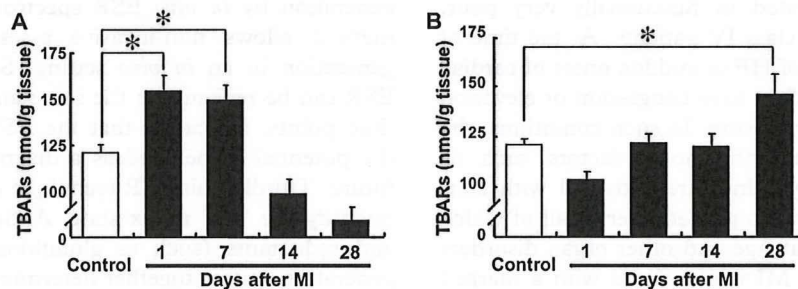 A
*
*
TBARs (nmol/g tissue)
175
150
125
100
0
Control
1
7
14
28
Days after MI
B
*
TBARs (nmol/g tissue)
175
150
125
100
0
Control
1
7
14
28
Days after MI